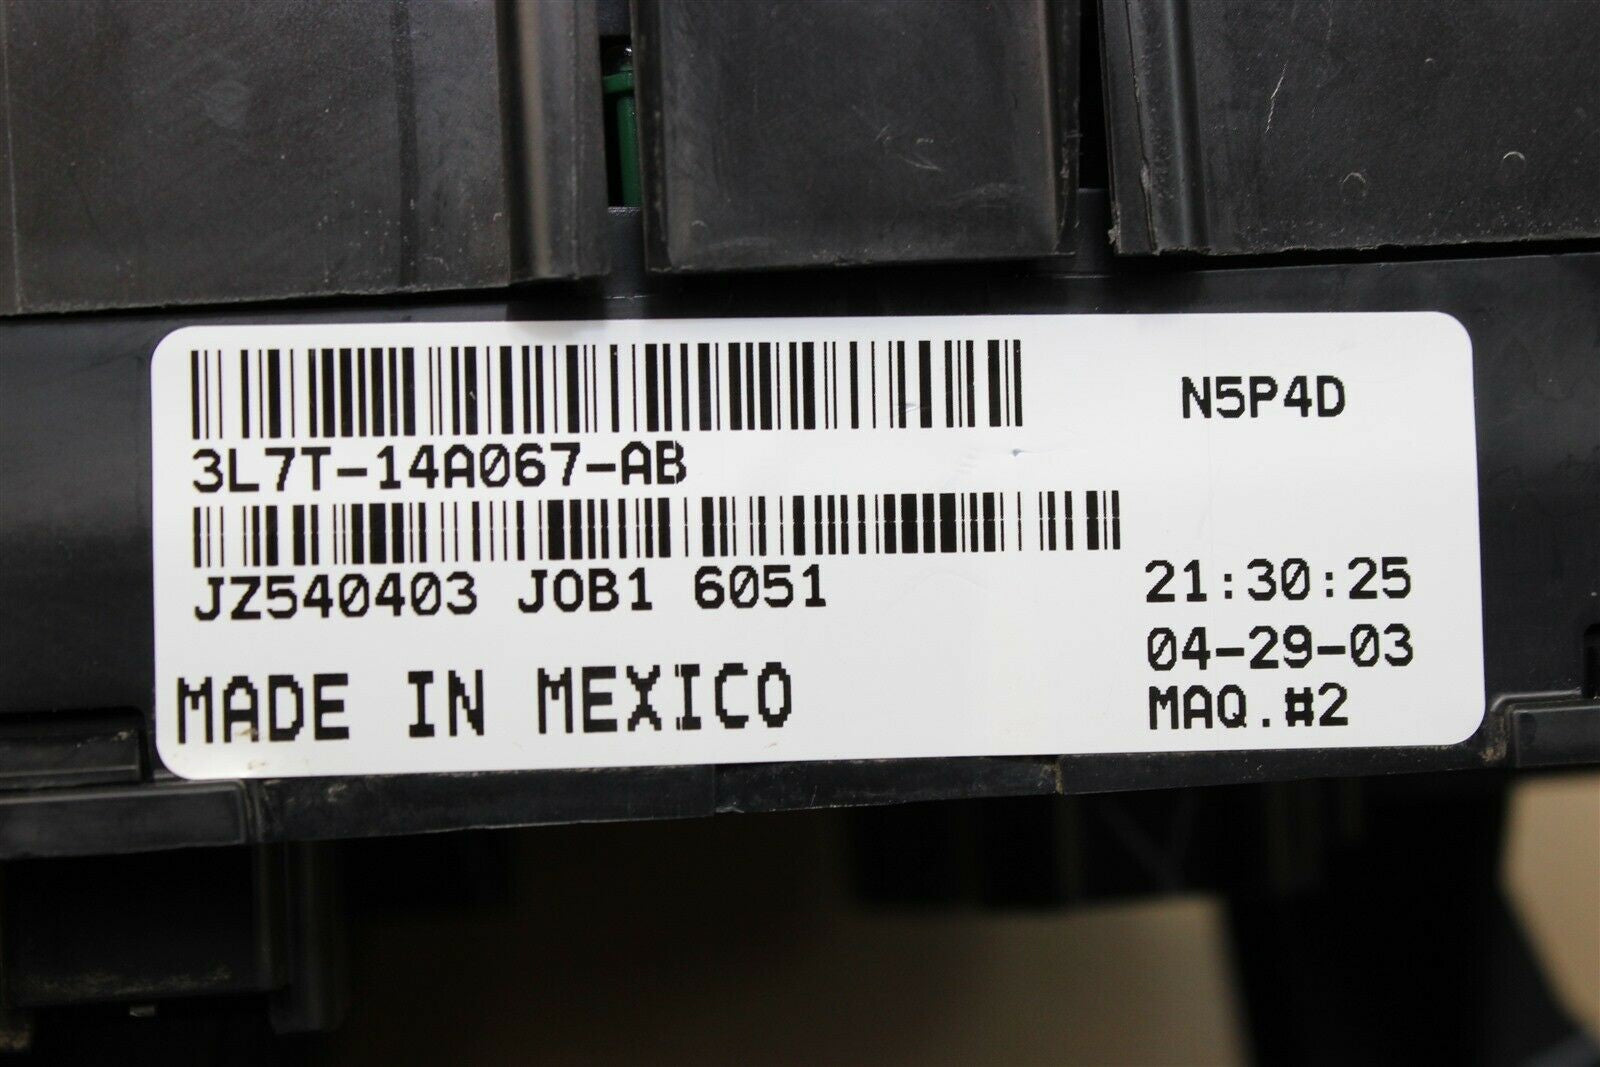 N5P4D
3L7T-14A067-AB
JZ540403 JOB1 6051
21:30:25
04-29-03
MADE IN MEXICO
MAQ.#2